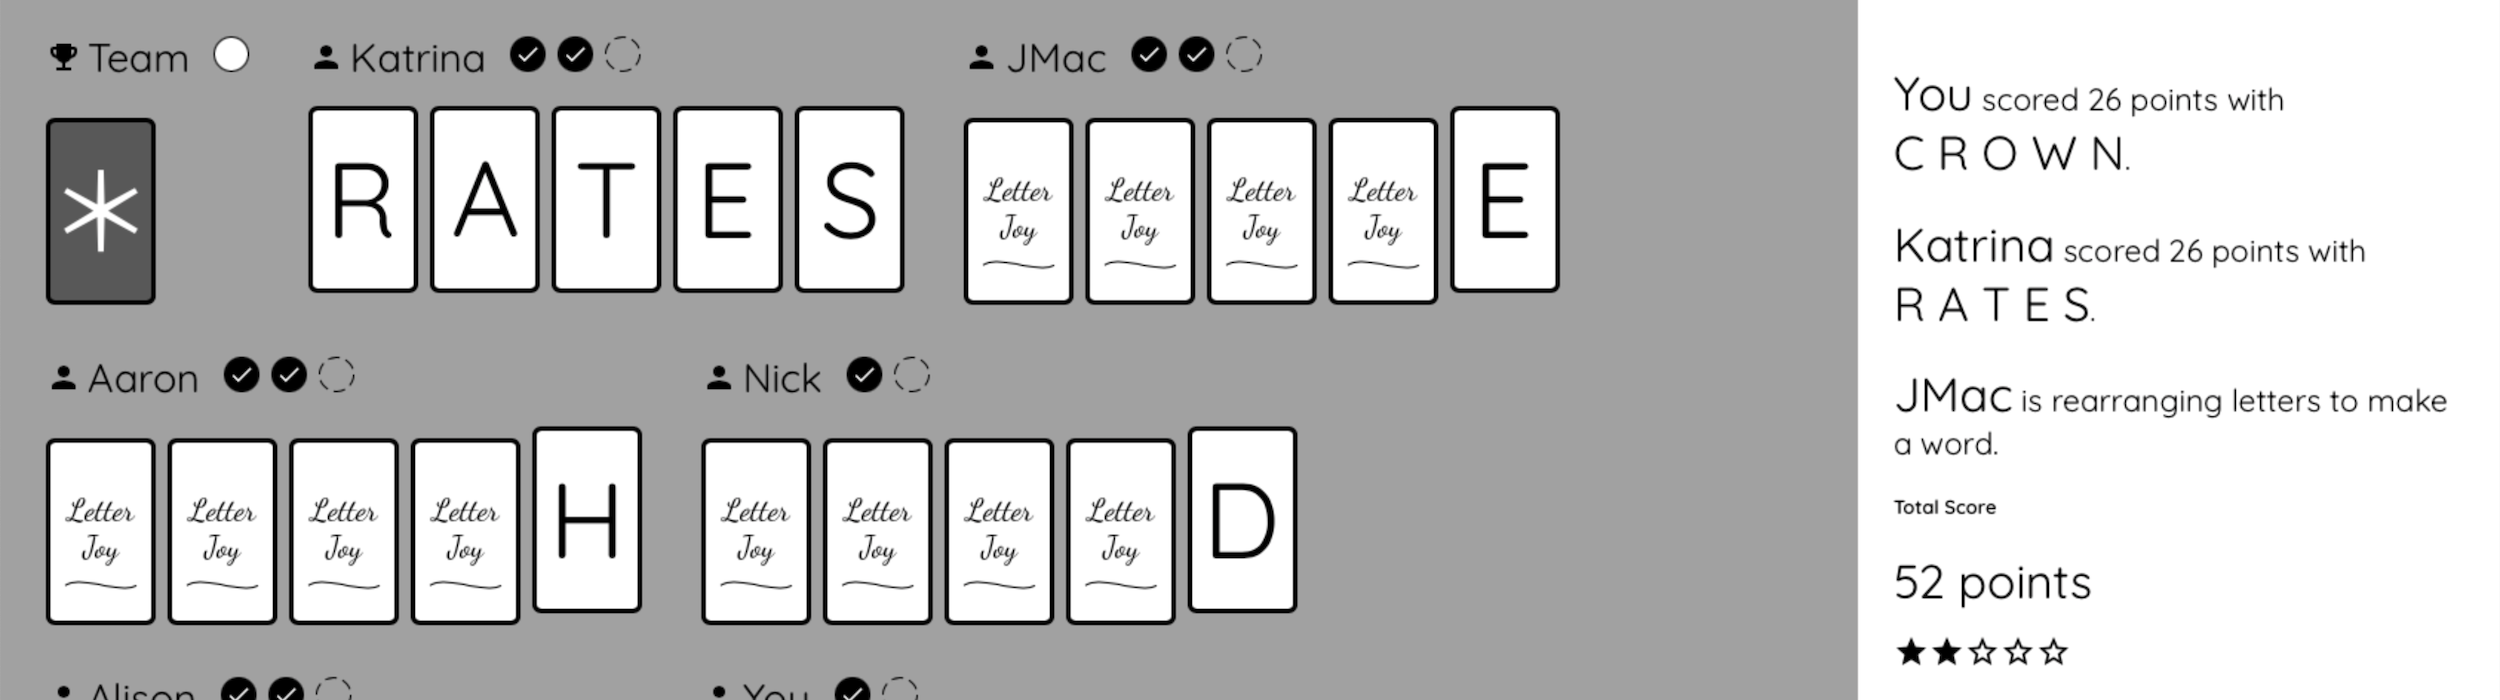 Team
*
Katrina
R A T E S
JMac
Letter Joy
Letter Joy
Letter Joy
Letter Joy
E
Aaron
Letter Joy
Letter Joy
Letter Joy
Letter Joy
H
Nick
Letter Joy
Letter Joy
Letter Joy
Letter Joy
D
Alison
You
You scored 26 points with
C R O W N.
Katrina scored 26 points with
R A T E S.
JMac is rearranging letters to make
a word.
Total Score
52 points